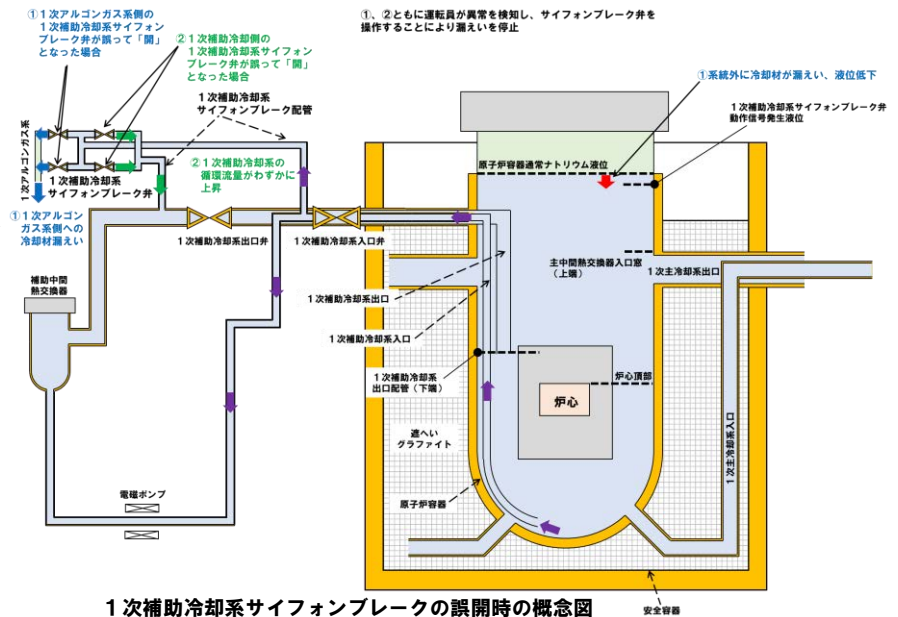 ①１次アルゴンガス系側の
１次補助冷却系サイフォン
ブレーク弁が誤って「開」
となった場合
②１次補助冷却側の
１次補助冷却系サイフォン
ブレーク弁が誤って「開」
となった場合
①、②ともに運転員が異常を検知し、サイフォンブレーク弁を
操作することにより漏えいを停止
①系統外に冷却材が漏えい、液位低下
１次補助冷却系
サイフォンブレーク配管
１次補助冷却系サイフォンブレーク弁
動作信号発生液位
１次アルゴンガス系
原子炉容器通常ナトリウム液位
②１次補助冷却系の
循環流量がわずかに
上昇
１次補助冷却系
サイフォンブレーク弁
①１次アルゴン
ガス系側への
冷却材漏えい
１次補助冷却系出口弁
１次補助冷却系入口弁
主中間熱交換器入口窓
（上端）
１次主冷却系出口
補助中間
熱交換器
１次補助冷却系出口
１次補助冷却系入口
１次補助冷却系
出口配管（下端）
炉心頂部
炉心
遮へい
グラファイト
１次主冷却系入口
電磁ポンプ
原子炉容器
安全容器
１次補助冷却系サイフォンブレークの誤開時の概念図